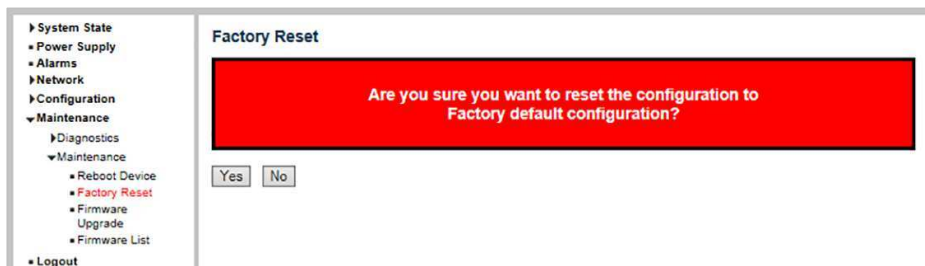 System State
Power Supply
Alarms
Network
Configuration
Maintenance
Diagnostics
Maintenance
Reboot Device
Factory Reset
Firmware
Upgrade
Firmware List
Logout
Factory Reset
Are you sure you want to reset the configuration to
Factory default configuration?
Yes No